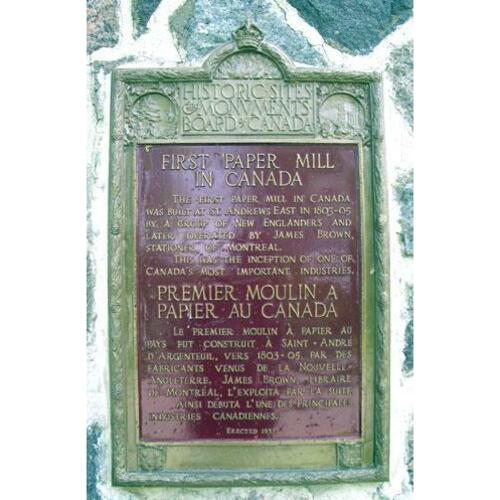 HISTORIC SITES
& MONUMENTS
BOARD OF CANADA
FIRST PAPER MILL
IN CANADA
THE FIRST PAPER MILL IN CANADA
WAS BUILT AT ST ANDREWS EAST IN 1803-05
BY A GROUP OF NEW ENGLANDERS AND
LATER OPERATED BY JAMES BROWN,
STATIONER, OF MONTREAL.
THIS WAS THE INCEPTION OF ONE OF
CANADA'S MOST IMPORTANT INDUSTRIES.
PREMIER MOULIN A
PAPIER AU CANADA
LE PREMIER MOULIN À PAPIER AU
PAYS FUT CONSTRUIT À SAINT-ANDRÉ
D'ARGENTEUIL, VERS 1803-05, PAR DES
FABRICANTS VENUS DE LA NOUVELLE-
ANGLETERRE. JAMES BROWN, LIBRAIRE
DE MONTRÉAL, L'EXPLOITA PAR LA SUITE.
AINSI DÉBUTA L'UNE DES PRINCIPALES
INDUSTRIES CANADIENNES.
ERECTED